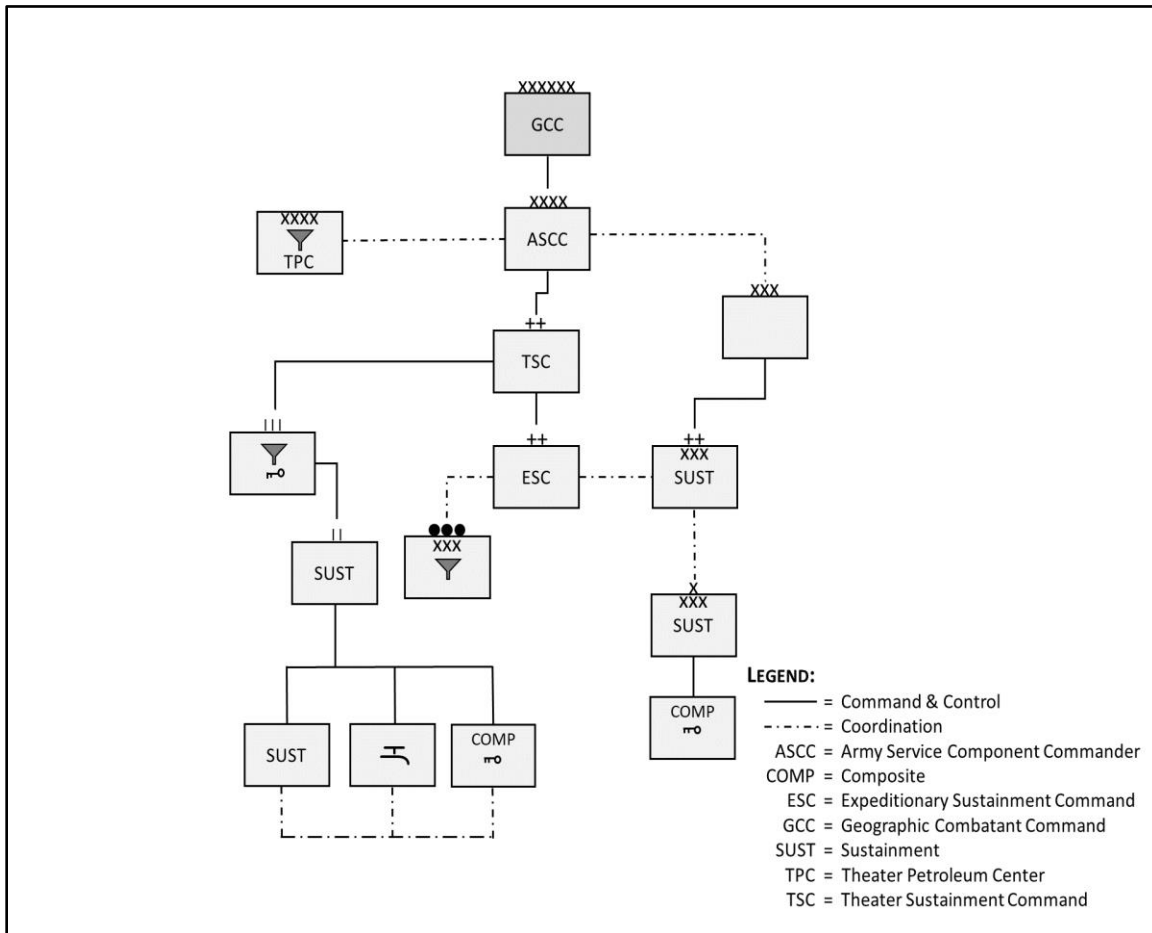 XXXXXX
GCC
XXXX
ASCC
XXXX
TPC
XXX
++
TSC
|||
++
ESC
++
XXX
SUST
||
SUST
●●●
XXX
X
XXX
SUST
COMP
SUST
COMP
LEGEND:
= Command & Control
= Coordination
ASCC = Army Service Component Commander
COMP = Composite
ESC = Expeditionary Sustainment Command
GCC = Geographic Combatant Command
SUST = Sustainment
TPC = Theater Petroleum Center
TSC = Theater Sustainment Command